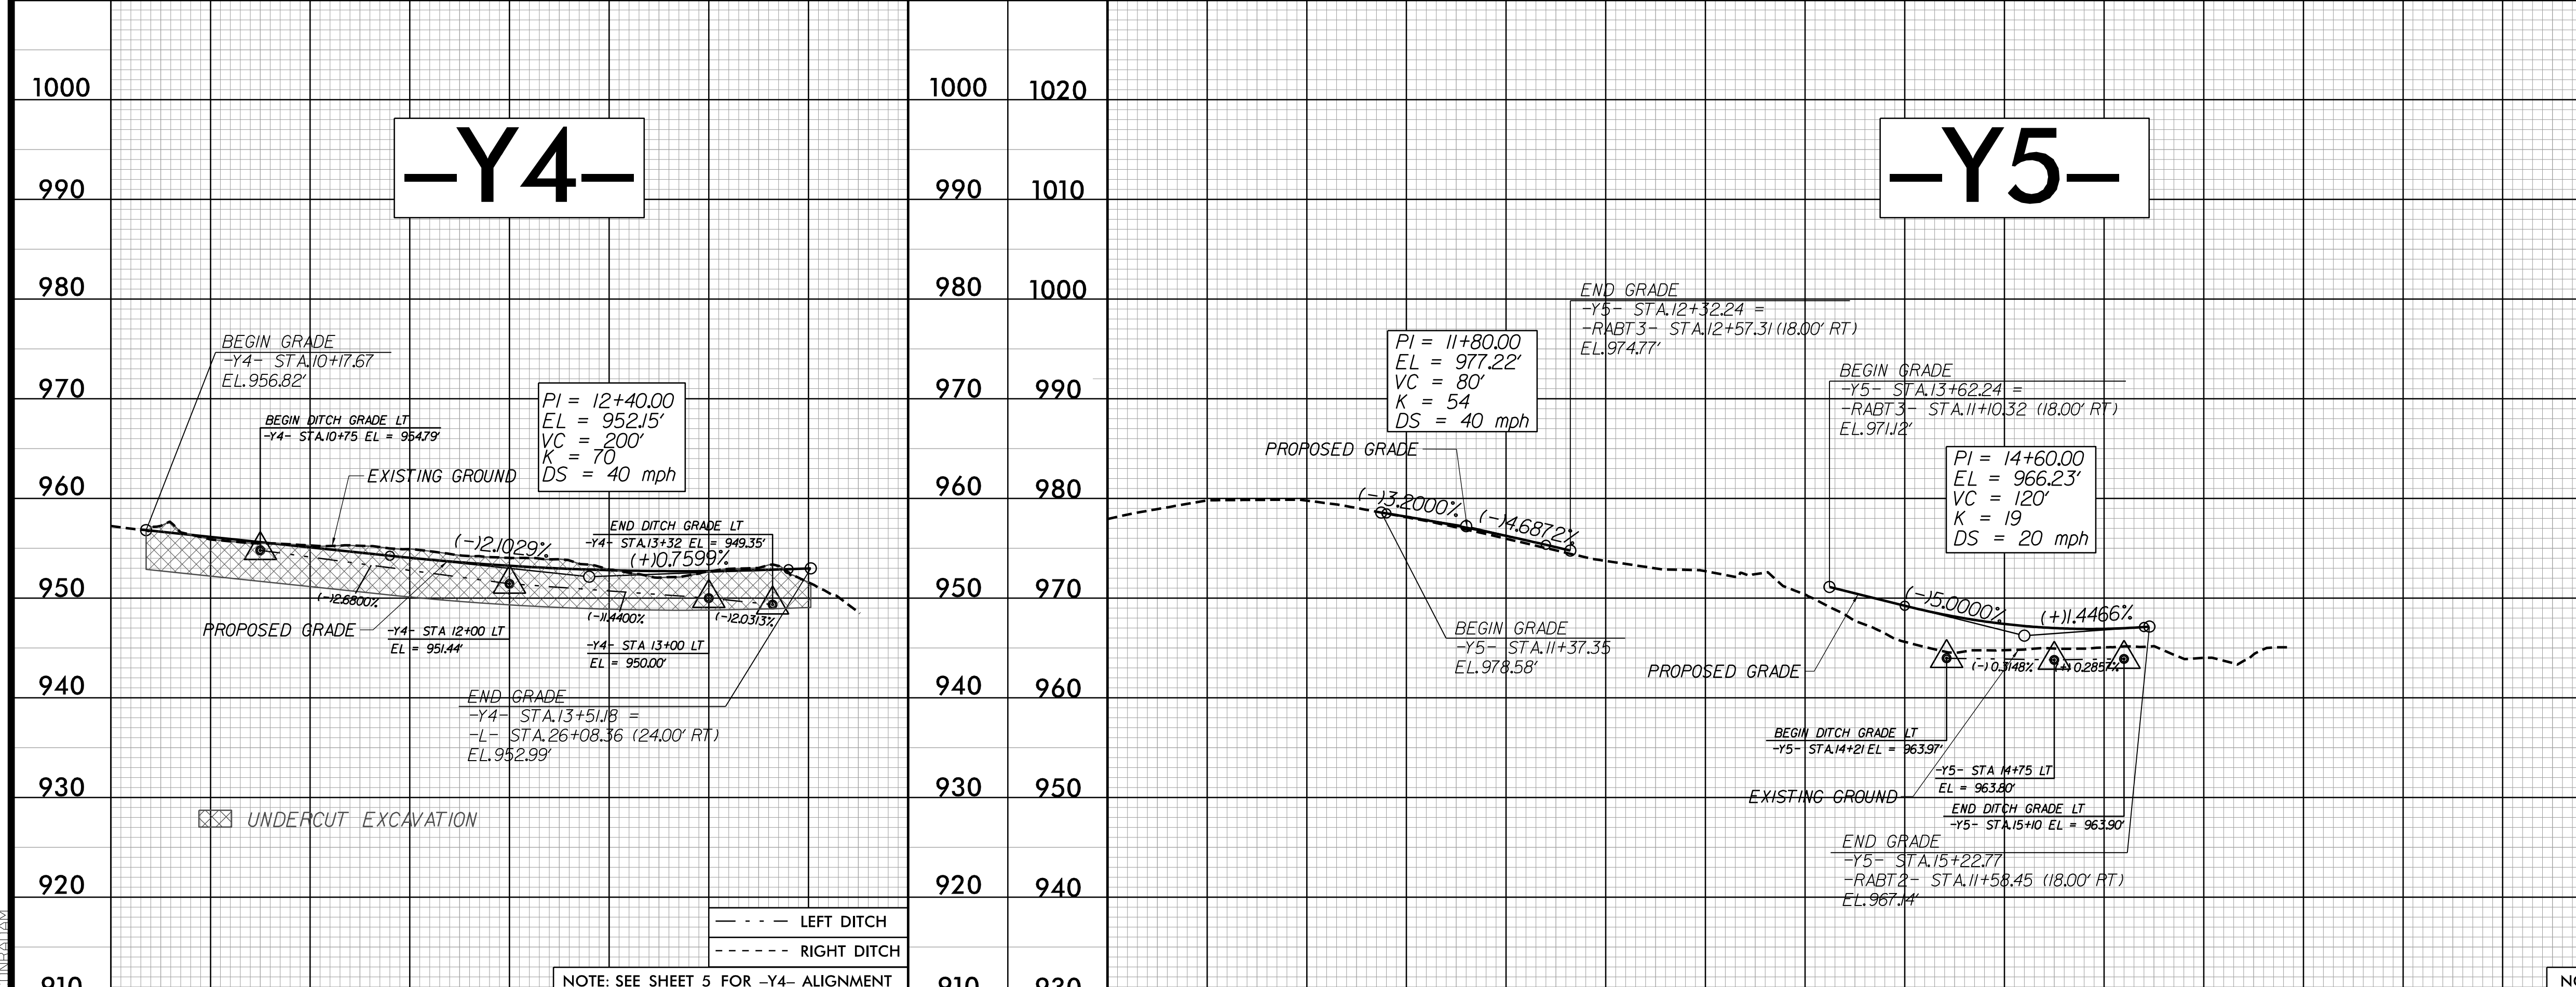 1000
990
980
970
960
950
940
930
920
910
-Y4-
BEGIN GRADE
-Y4- STA.10+17.67
EL.956.82'
BEGIN DITCH GRADE LT
-Y4- STA.10+75 EL = 954.79'
EXISTING GROUND
PI = 12+40.00
EL = 952.15'
VC = 200'
K = 70
DS = 40 mph
END DITCH GRADE LT
-Y4- STA.13+32 EL = 949.35'
(-)2.1029%
(+)0.7599%
(-)2.6800%
(-)1.4400%
(-)2.0313%
PROPOSED GRADE
-Y4- STA 12+00 LT
EL = 951.44'
-Y4- STA 13+00 LT
EL = 950.00'
END GRADE
-Y4- STA.13+51.18 =
-L- STA.26+08.36 (24.00' RT)
EL.952.99'
UNDERCUT EXCAVATION
LEFT DITCH
RIGHT DITCH
NOTE: SEE SHEET 5 FOR -Y4- ALIGNMENT
1000
990
980
970
960
950
940
930
920
910
1020
1010
1000
990
980
970
960
950
940
930
-Y5-
END GRADE
-Y5- STA.12+32.24 =
-RABT3- STA.12+57.31 (18.00' RT)
EL.974.77'
PI = 11+80.00
EL = 977.22'
VC = 80'
K = 54
DS = 40 mph
PROPOSED GRADE
(-)3.2000%
(-)4.6872%
BEGIN GRADE
-Y5- STA.11+37.35
EL.978.58'
BEGIN GRADE
-Y5- STA.13+62.24 =
-RABT3- STA.11+10.32 (18.00' RT)
EL.971.12'
PI = 14+60.00
EL = 966.23'
VC = 120'
K = 19
DS = 20 mph
(-)5.0000%
(+)1.4466%
PROPOSED GRADE
(-)0.3148%
(+)0.2857%
BEGIN DITCH GRADE LT
-Y5- STA.14+21 EL = 963.97'
-Y5- STA 14+75 LT
EL = 963.80'
EXISTING GROUND
END DITCH GRADE LT
-Y5- STA.15+10 EL = 963.90'
END GRADE
-Y5- STA.15+22.77
-RABT2- STA.11+58.45 (18.00' RT)
EL.967.14'